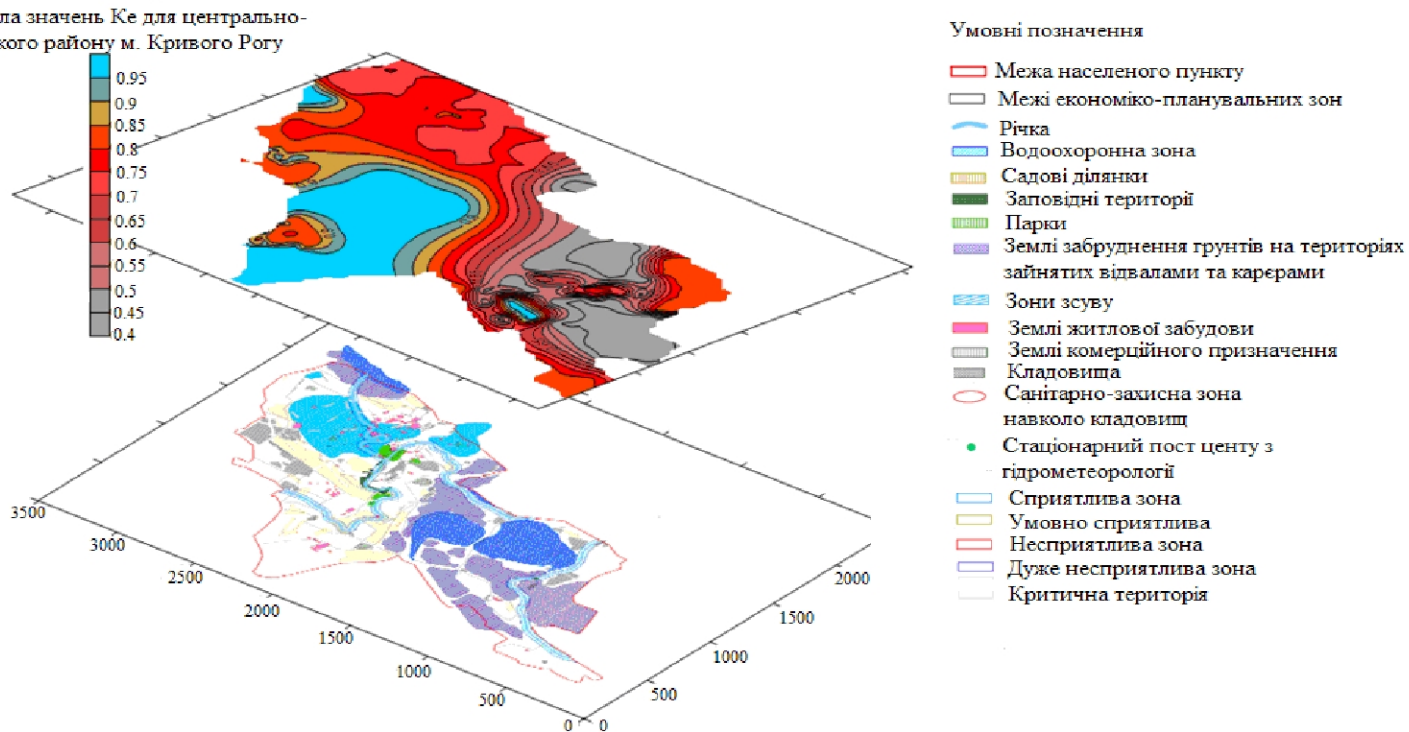 ла значень Ке для центрально-
кого району м. Кривого Рогу
0.95
0.9
0.85
0.8
0.75
0.7
0.65
0.6
0.55
0.5
0.45
0.4
3500
3000
2500
2000
1500
1000
500
0
0
500
1000
1500
2000
Умовні позначення
Межа населеного пункту
Межі економіко-планувальних зон
Річка
Водоохоронна зона
Садові ділянки
Заповідні території
Парки
Землі забруднення грунтів на територіях
зайнятих відвалами та карєрами
Зони зсуву
Землі житлової забудови
Землі комерційного призначення
Кладовища
Санітарно-захисна зона
навколо кладовищ
Стаціонарний пост центу з
гідрометеорології
Сприятлива зона
Умовно сприятлива
Несприятлива зона
Дуже несприятлива зона
Критична територія